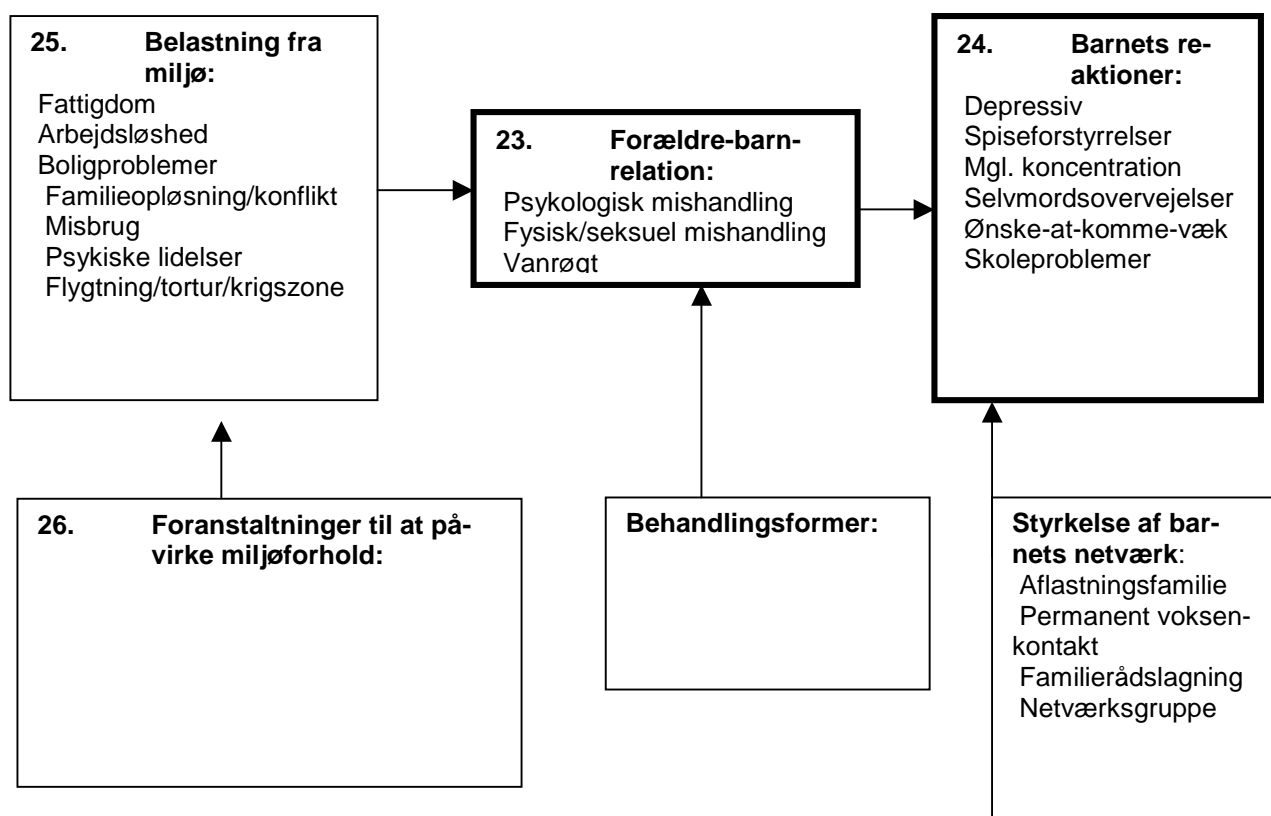 25. Belastning fra
miljø:
Fattigdom
Arbejdsløshed
Boligproblemer
Familieopløsning/konflikt
Misbrug
Psykiske lidelser
Flygtning/tortur/krigszone
23. Forældre-barn-
relation:
Psykologisk mishandling
Fysisk/seksuel mishandling
Vanrøgt
24. Barnets re-
aktioner:
Depressiv
Spiseforstyrrelser
Mgl. koncentration
Selvmordsovervejelser
Ønske-at-komme-væk
Skoleproblemer
26. Foranstaltninger til at på-
virke miljøforhold:
Behandlingsformer:
Styrkelse af bar-
nets netværk:
Aflastningsfamilie
Permanent voksen-
kontakt
Familierådslagning
Netværksgruppe